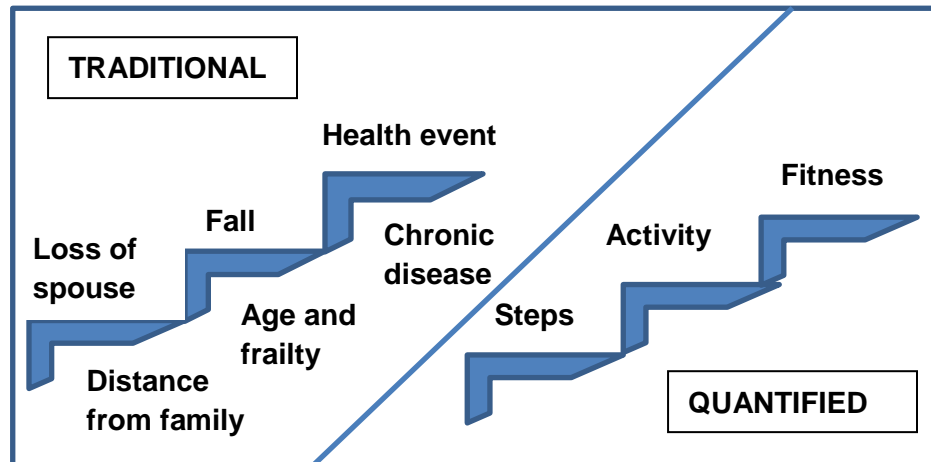 TRADITIONAL
Health event
Fall
Loss of
spouse
Chronic
disease
Age and
frailty
Distance
from family
Fitness
Activity
Steps
QUANTIFIED